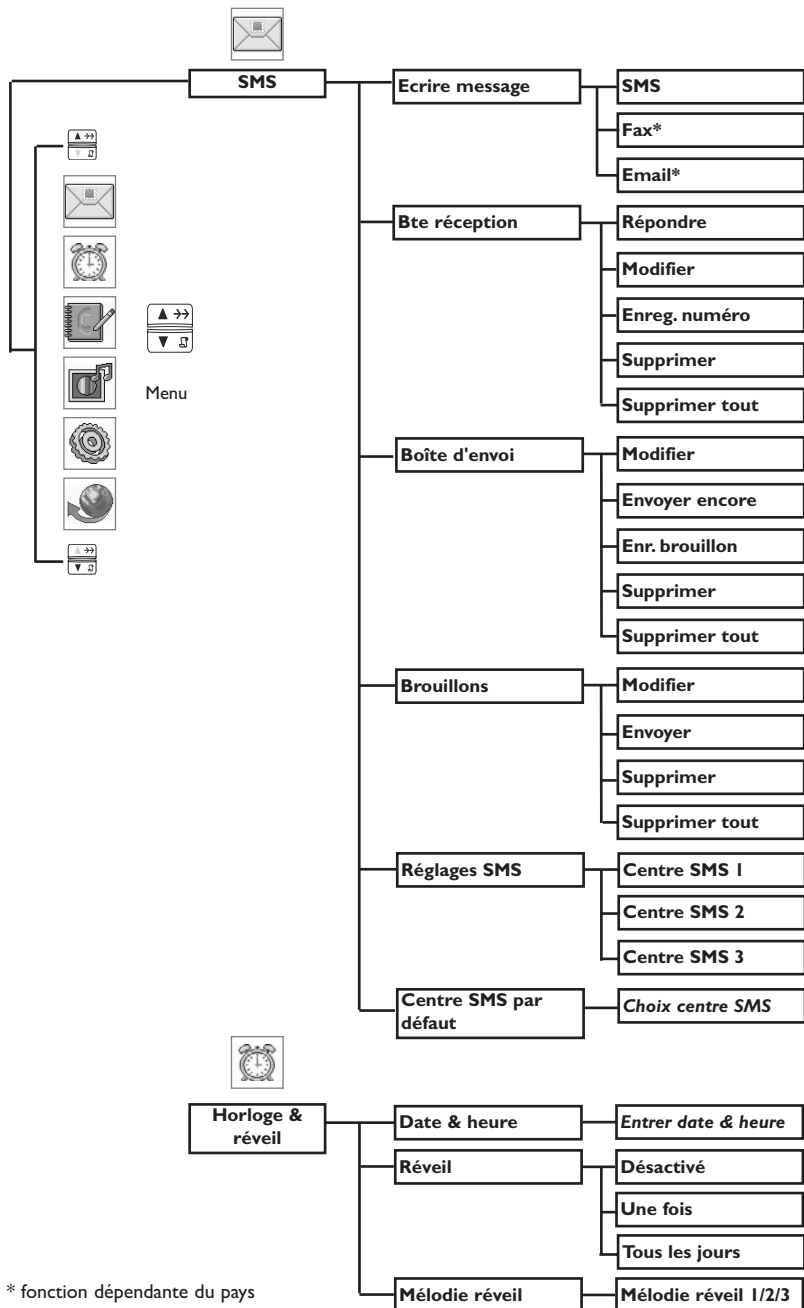 SMS
Ecrire message
SMS
Fax*
Email*
Bte réception
Répondre
Modifier
Enreg. numéro
Supprimer
Supprimer tout
Menu
Boîte d'envoi
Modifier
Envoyer encore
Enr. brouillon
Supprimer
Supprimer tout
Brouillons
Modifier
Envoyer
Supprimer
Supprimer tout
Réglages SMS
Centre SMS 1
Centre SMS 2
Centre SMS 3
Centre SMS par
défaut
Choix centre SMS
Horloge &
réveil
Date & heure
Entrer date & heure
Réveil
Désactivé
Une fois
Tous les jours
Mélodie réveil
Mélodie réveil 1/2/3
* fonction dépendante du pays